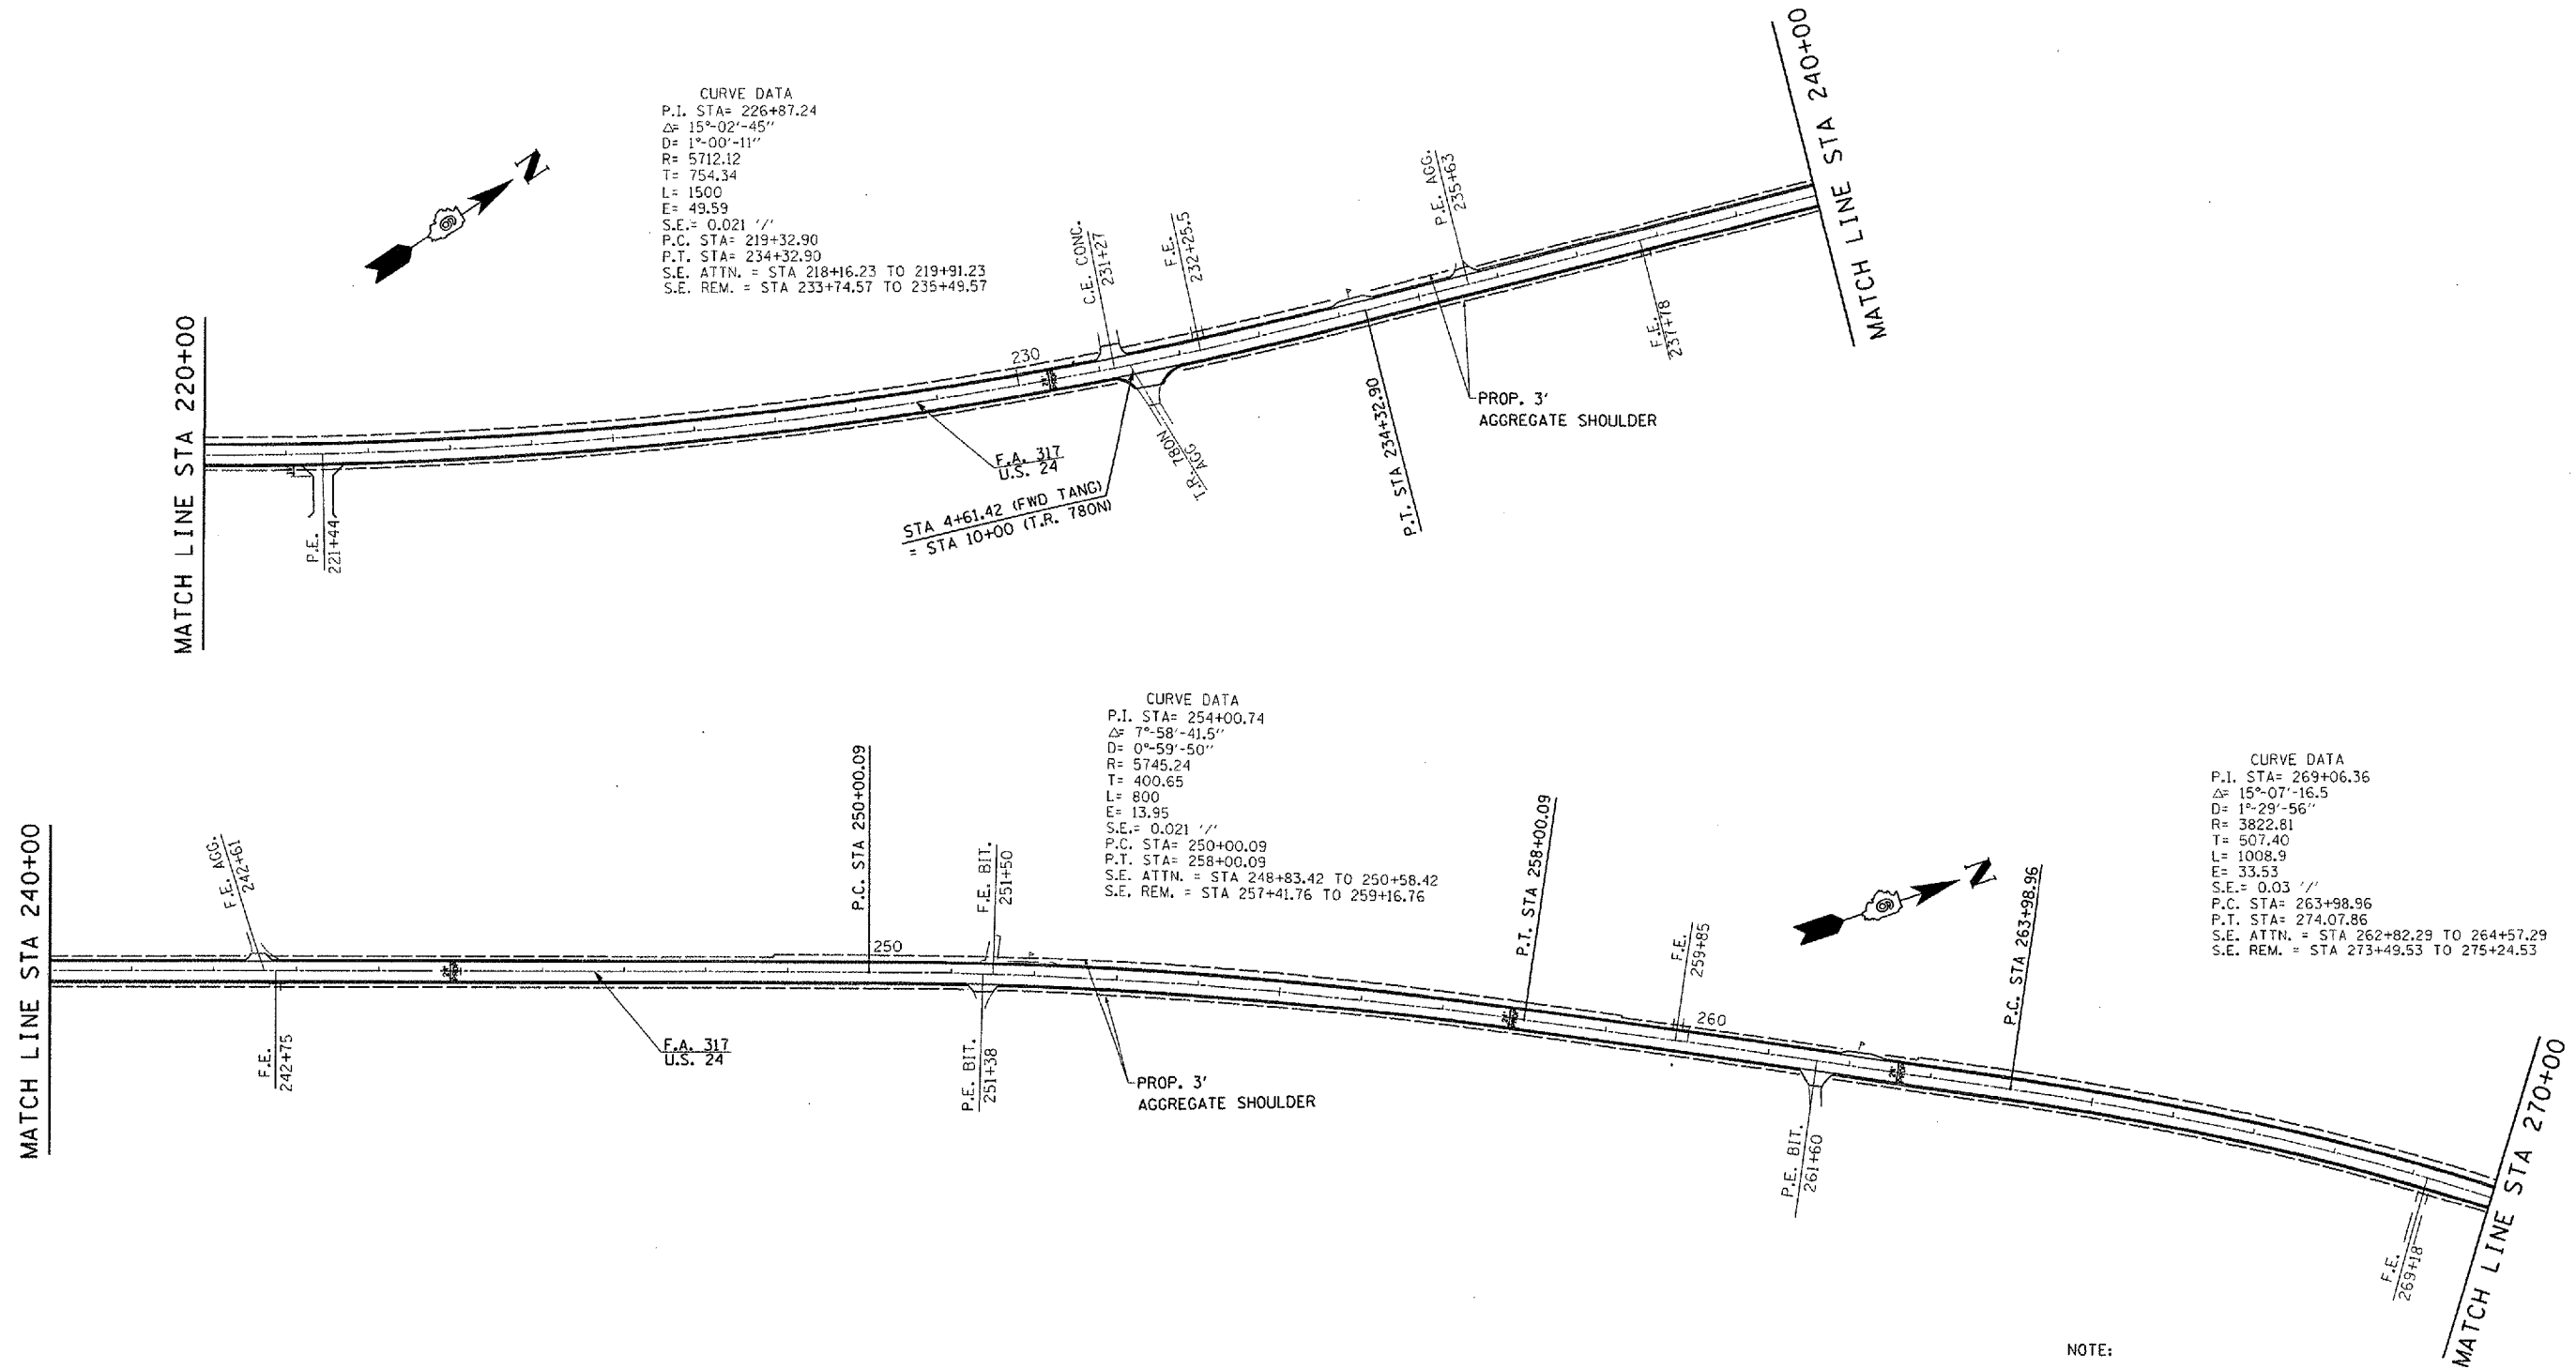 MATCH LINE STA 220+00
CURVE DATA
P.I. STA= 226+87.24
Δ= 15°-02'-45''
D= 1°-00'-11''
R= 5712.12
T= 754.34
L= 1500
E= 49.59
S.E.= 0.021 '/'
P.C. STA= 219+32.90
P.T. STA= 234+32.90
S.E. ATTN. = STA 218+16.23 TO 219+91.23
S.E. REM. = STA 233+74.57 TO 235+49.57
N
P.E.
221+44
230
F.A. 317
U.S. 24
STA 4+61.42 (FWD TANG)
= STA 10+00 (T.R. 780N)
C.E. CONC.
231+27
T.R. 780N
AGG
F.E.
232+25.5
P.T. STA 234+32.90
P.E. AGG.
235+63
PROP. 3'
AGGREGATE SHOULDER
F.E.
237+78
MATCH LINE STA 240+00
MATCH LINE STA 240+00
F.E. AGG.
242+61
F.E.
242+75
F.A. 317
U.S. 24
P.C. STA 250+00.09
250
F.E. BIT.
251+50
P.E. BIT.
251+38
CURVE DATA
P.I. STA= 254+00.74
Δ= 7°-58'-41.5''
D= 0°-59'-50''
R= 5745.24
T= 400.65
L= 800
E= 13.95
S.E.= 0.021 '/'
P.C. STA= 250+00.09
P.T. STA= 258+00.09
S.E. ATTN. = STA 248+83.42 TO 250+58.42
S.E. REM. = STA 257+41.76 TO 259+16.76
PROP. 3'
AGGREGATE SHOULDER
P.T. STA 258+00.09
F.E.
259+85
260
P.E. BIT.
261+60
N
P.C. STA 263+98.96
CURVE DATA
P.I. STA= 269+06.36
Δ= 15°-07'-16.5
D= 1°-29'-56''
R= 3822.81
T= 507.40
L= 1008.9
E= 33.53
S.E.= 0.03 '/'
P.C. STA= 263+98.96
P.T. STA= 274.07.86
S.E. ATTN. = STA 262+82.29 TO 264+57.29
S.E. REM. = STA 273+49.53 TO 275+24.53
F.E.
269+18
MATCH LINE STA 270+00
NOTE: